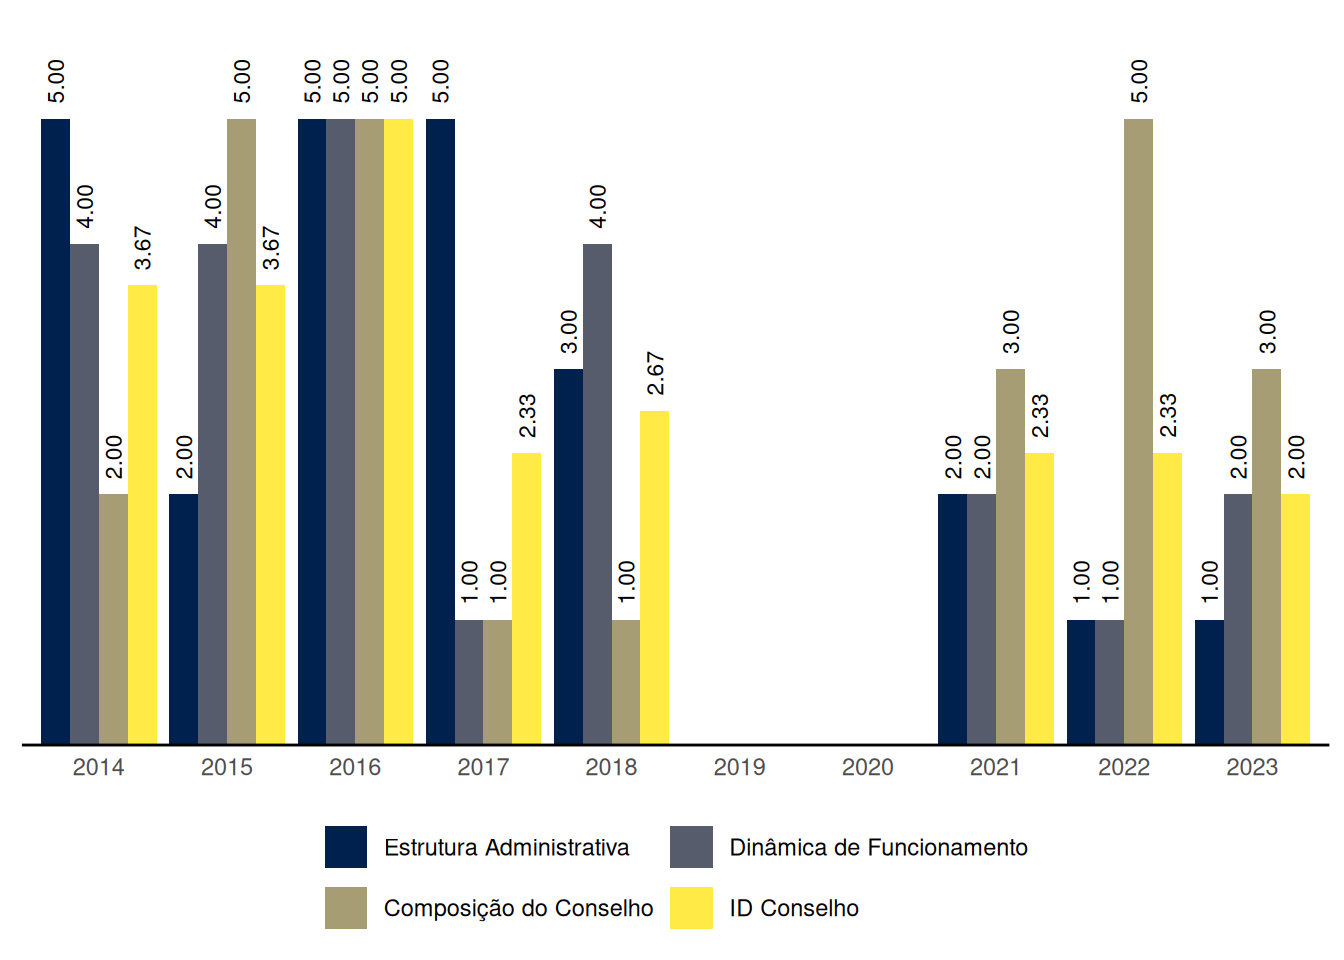 5.00 4.00 2.00 3.67 2.00 4.00 5.00 3.67 5.00 5.00 5.00 5.00 5.00 1.00 1.00 2.33 3.00 4.00 1.00 2.67 2.00 2.00 3.00 2.33 1.00 1.00 5.00 2.33 1.00 2.00 3.00 2.00
2014 2015 2016 2017 2018 2019 2020 2021 2022 2023
Estrutura Administrativa Dinâmica de Funcionamento
Composição do Conselho ID Conselho